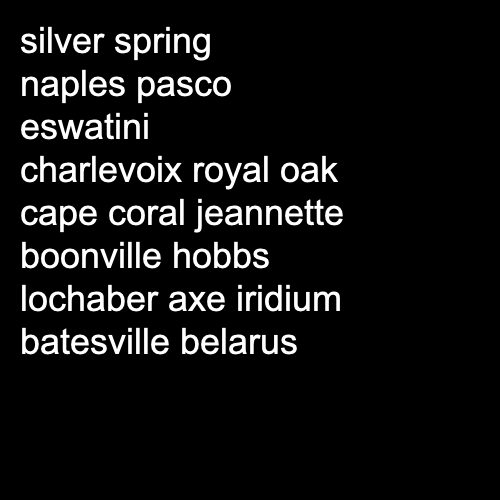 silver spring
naples pasco
eswatini
charlevoix royal oak
cape coral jeannette
boonville hobbs
lochaber axe iridium
batesville belarus